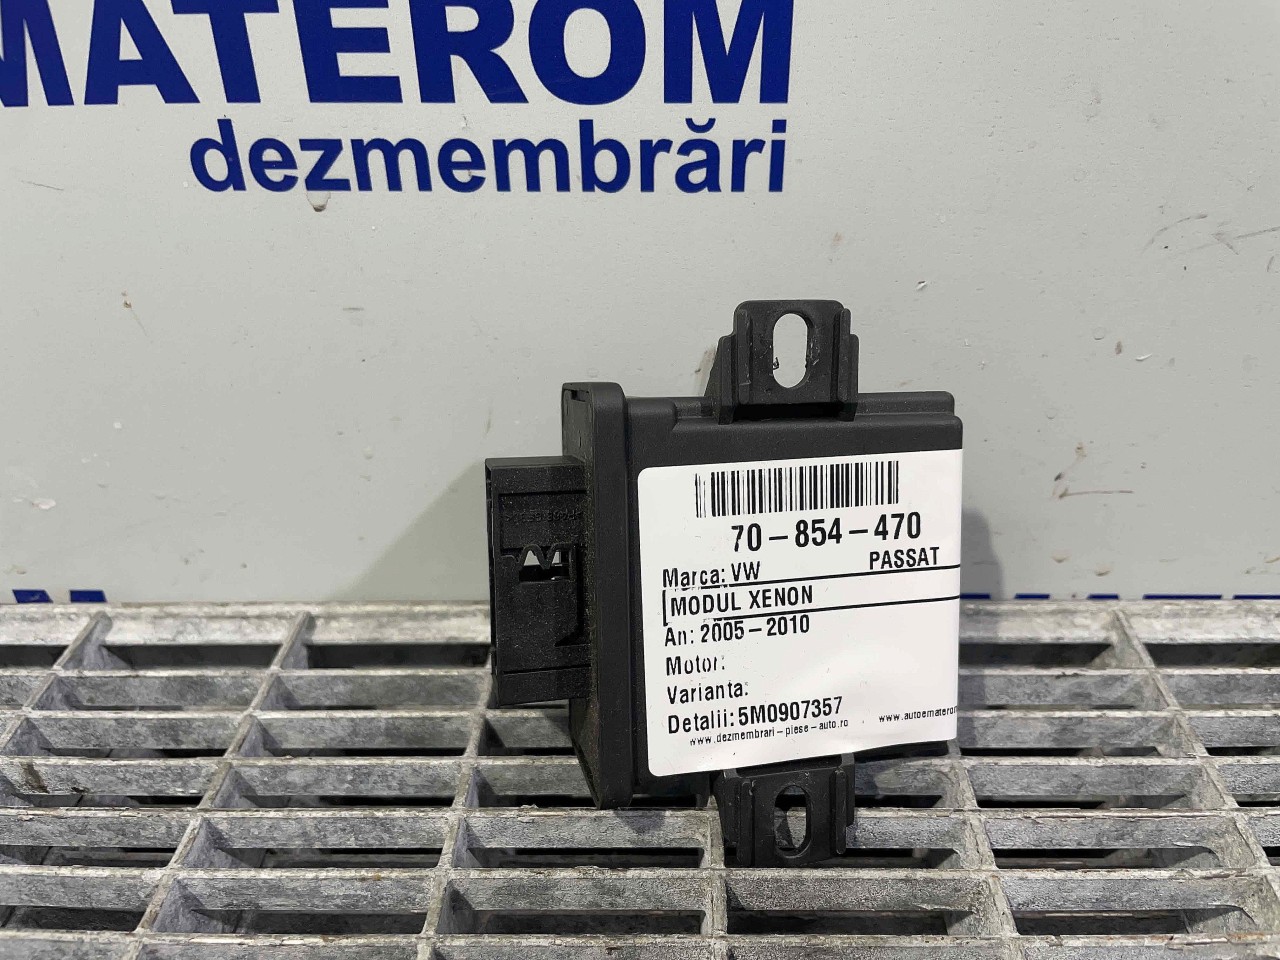 MATEROM
dezmembrări
70-854-470
Marca: VW PASSAT
MODUL XENON
An: 2005-2010
Motor:
Varianta:
Detalii: 5M0907357
www.dezmembrari-piese-auto.ro www.autoematerom